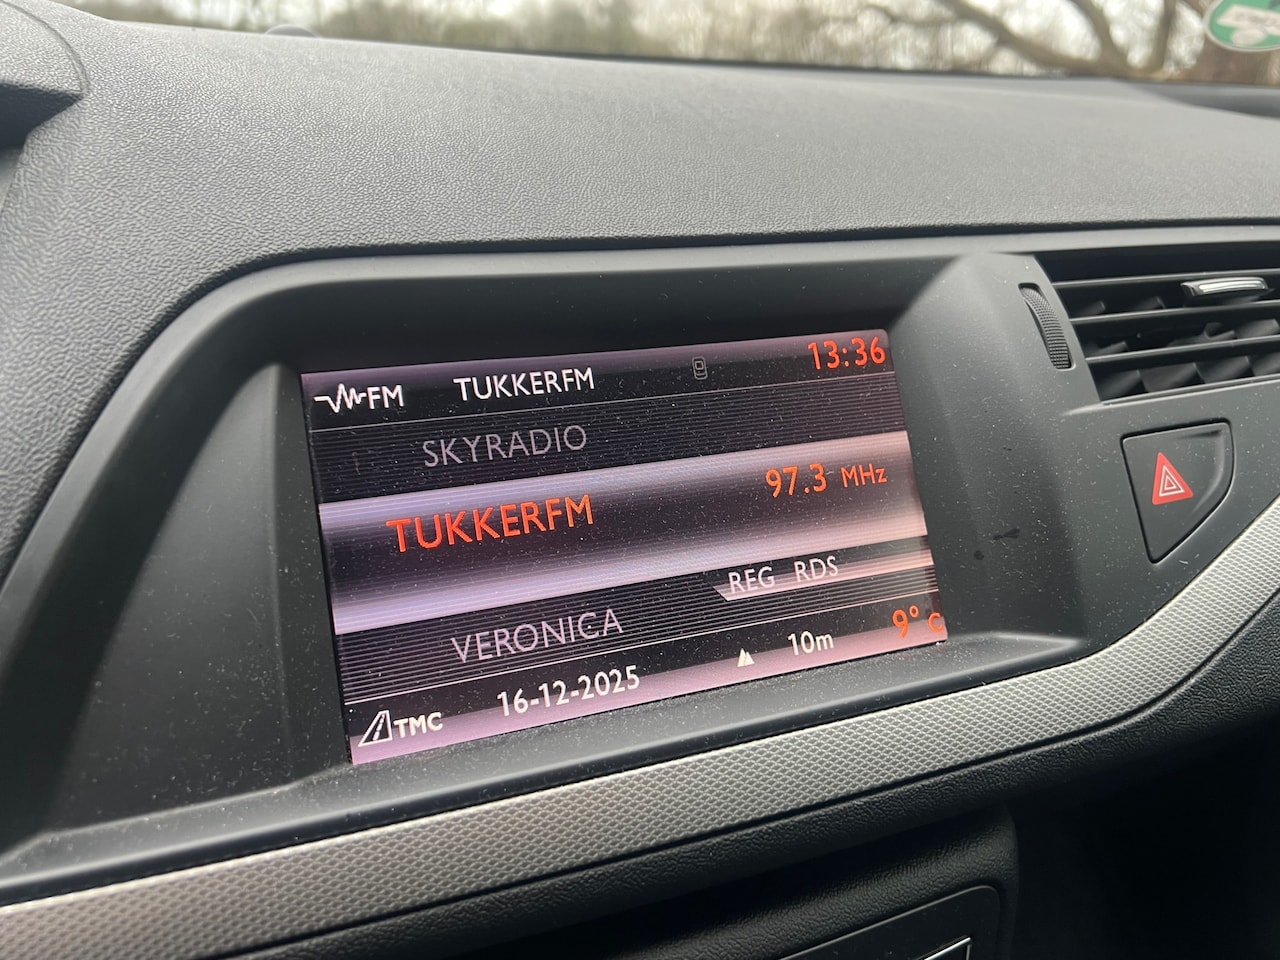 FM TUKKERFM 13:36
SKYRADIO
TUKKERFM 97.3 MHz
REG RDS
VERONICA
TMC 16-12-2025 10m 9° C